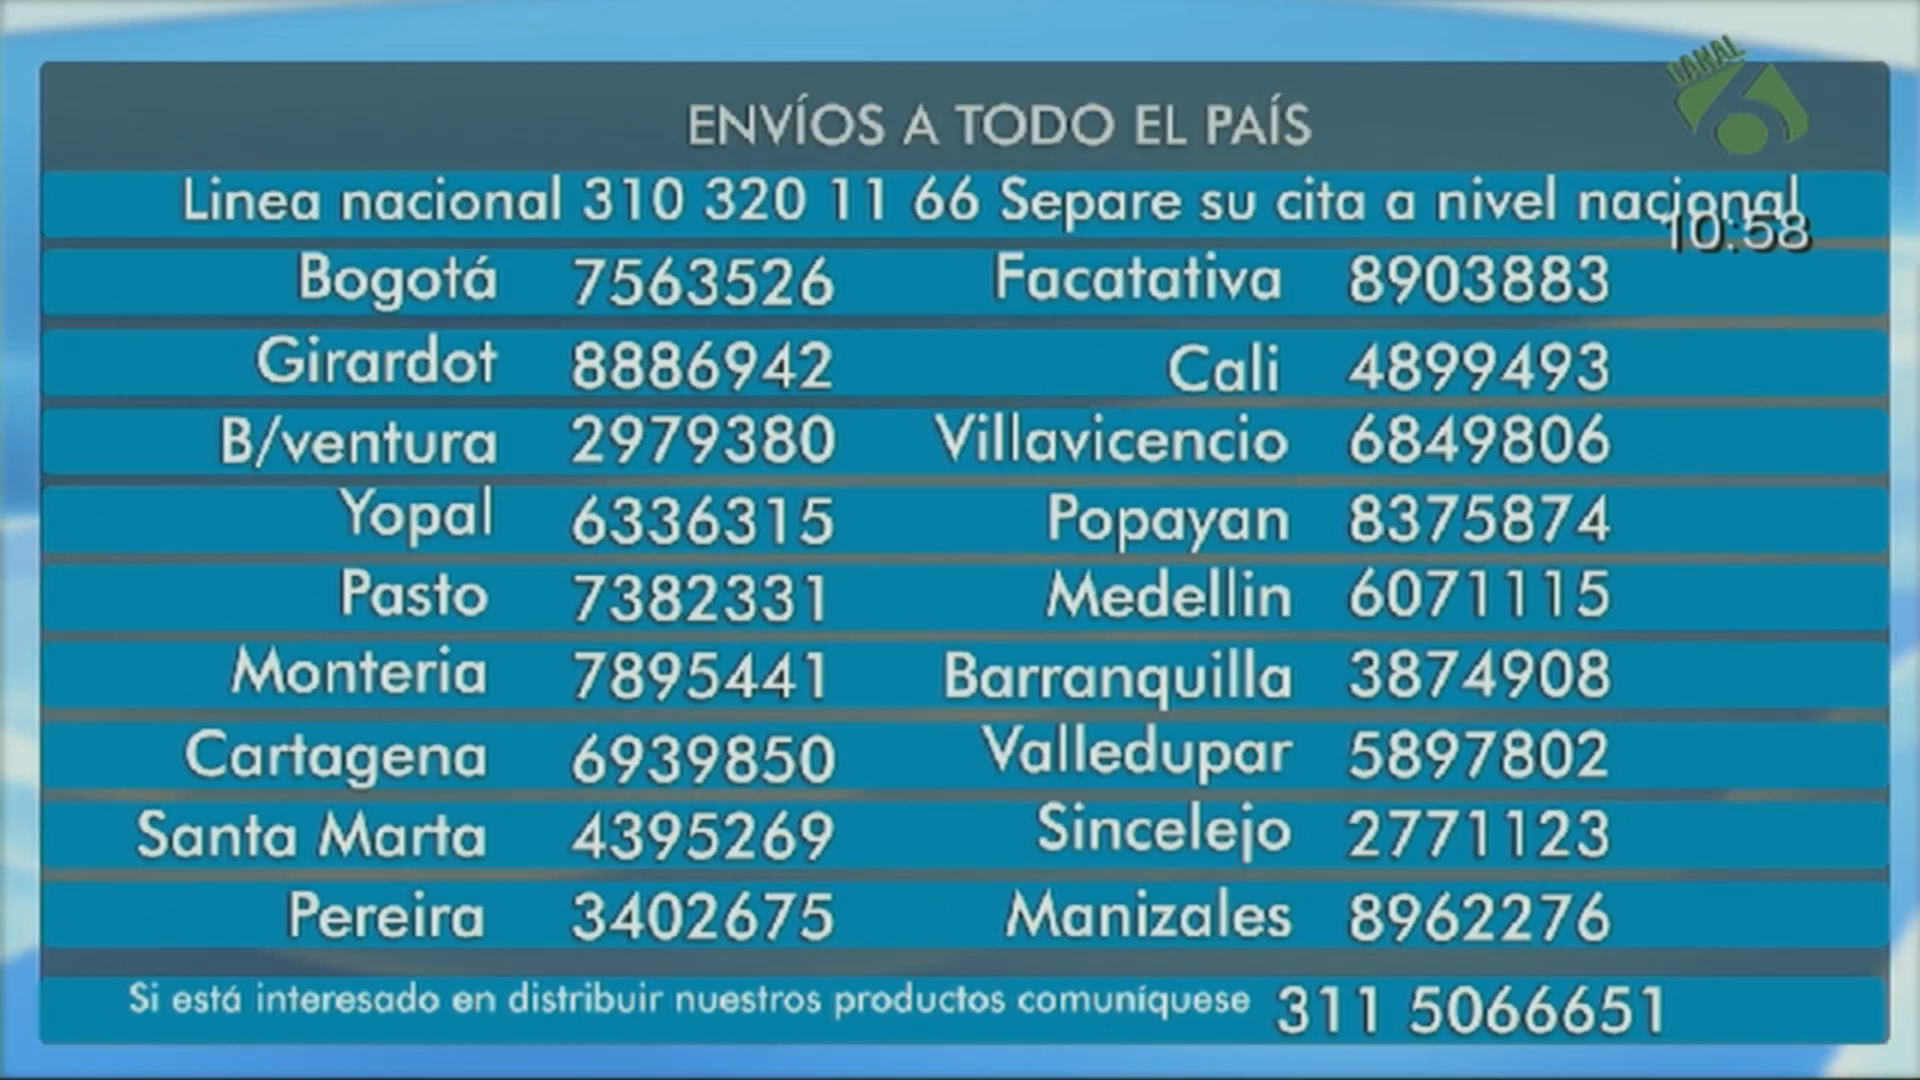 CANAL 6
ENVÍOS A TODO EL PAÍS
Linea nacional 310 320 11 66 Separe su cita a nivel nacional
10:58
Bogotá 7563526 Facatativa 8903883
Girardot 8886942 Cali 4899493
B/ventura 2979380 Villavicencio 6849806
Yopal 6336315 Popayan 8375874
Pasto 7382331 Medellin 6071115
Monteria 7895441 Barranquilla 3874908
Cartagena 6939850 Valledupar 5897802
Santa Marta 4395269 Sincelejo 2771123
Pereira 3402675 Manizales 8962276
Si está interesado en distribuir nuestros productos comuníquese 311 5066651